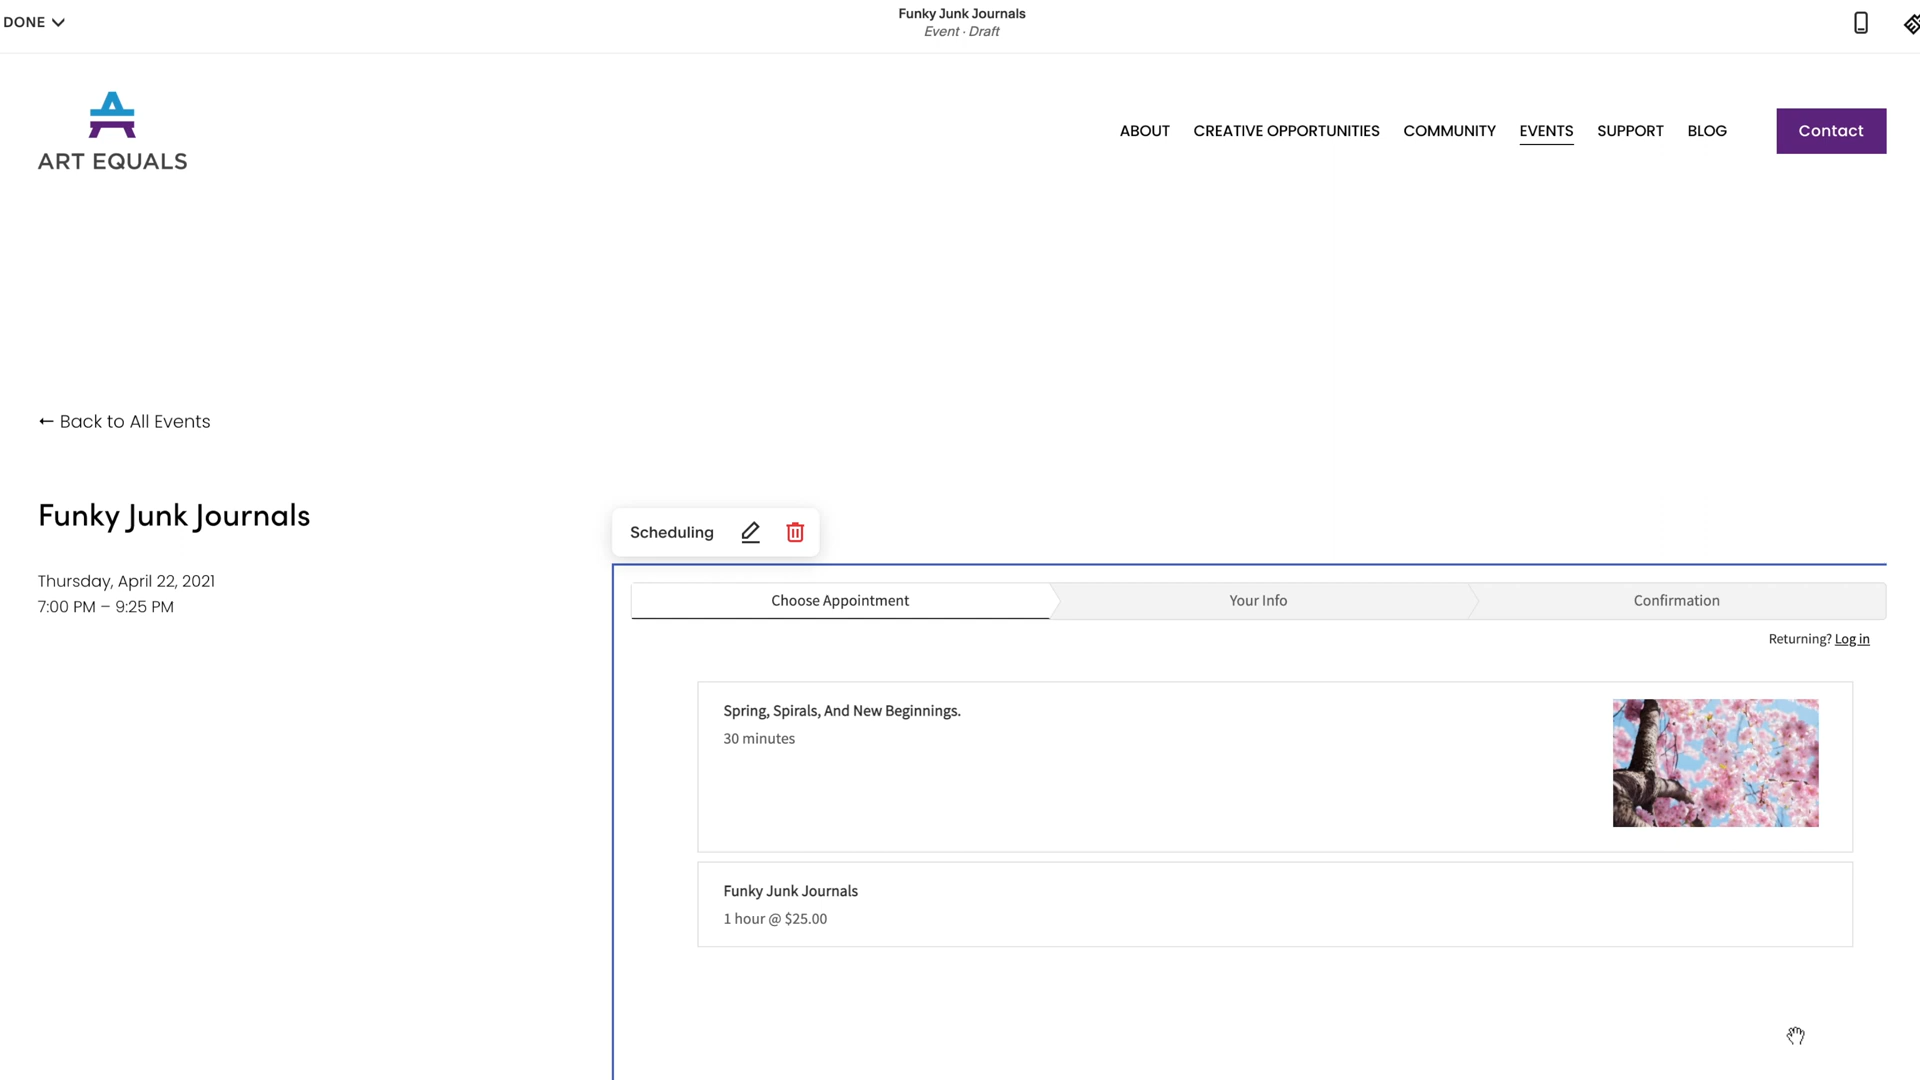 DONE
Funky Junk Journals
Event · Draft
ART EQUALS
ABOUT
CREATIVE OPPORTUNITIES
COMMUNITY
EVENTS
SUPPORT
BLOG
Contact
← Back to All Events
Funky Junk Journals
Thursday, April 22, 2021
7:00 PM – 9:25 PM
Scheduling
Choose Appointment
Your Info
Confirmation
Returning? Log in
Spring, Spirals, And New Beginnings.
30 minutes
Funky Junk Journals
1 hour @ $25.00